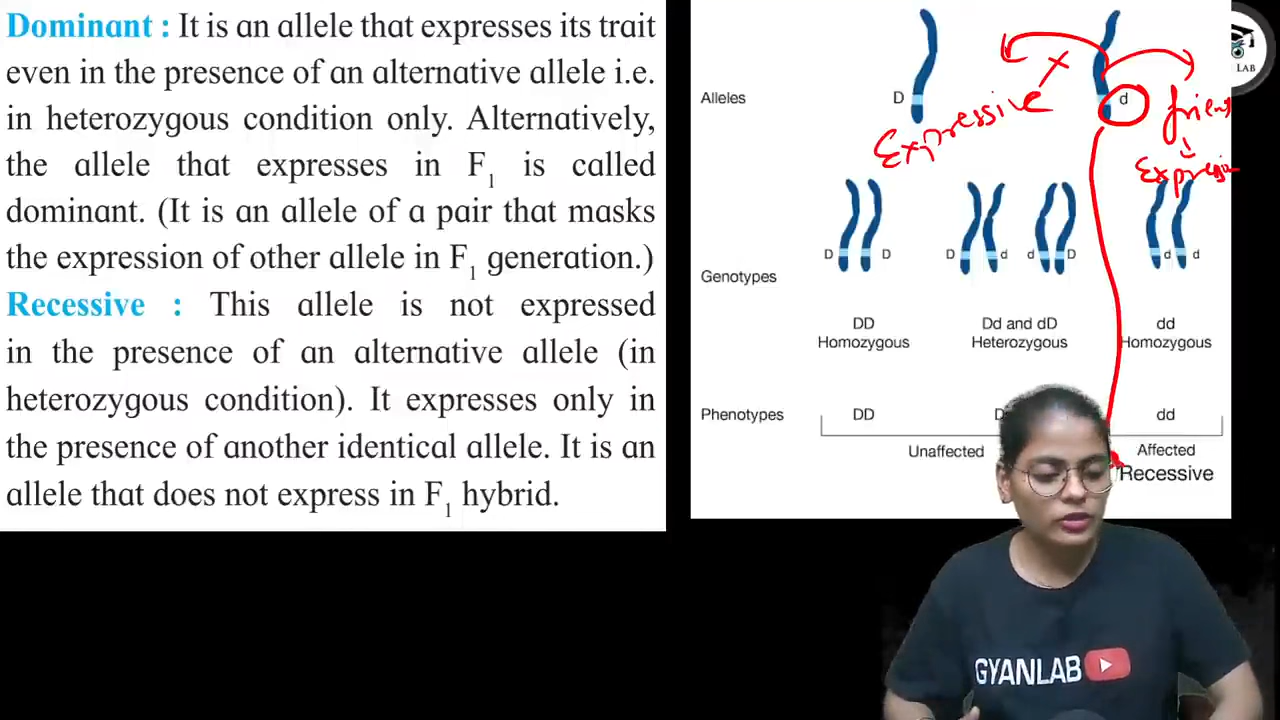 Dominant : It is an allele that expresses its trait
even in the presence of an alternative allele i.e.
in heterozygous condition only. Alternatively,
the allele that expresses in F1 is called
dominant. (It is an allele of a pair that masks
the expression of other allele in F1 generation.)
Recessive : This allele is not expressed
in the presence of an alternative allele (in
heterozygous condition). It expresses only in
the presence of another identical allele. It is an
allele that does not express in F1 hybrid.
LAB
Alleles
D
d
Expressive
Genotypes
D D
D d d D
d d
DD
Homozygous
Dd and dD
Heterozygous
dd
Homozygous
Phenotypes
DD
dd
Unaffected
Affected
Recessive
GYANLAB